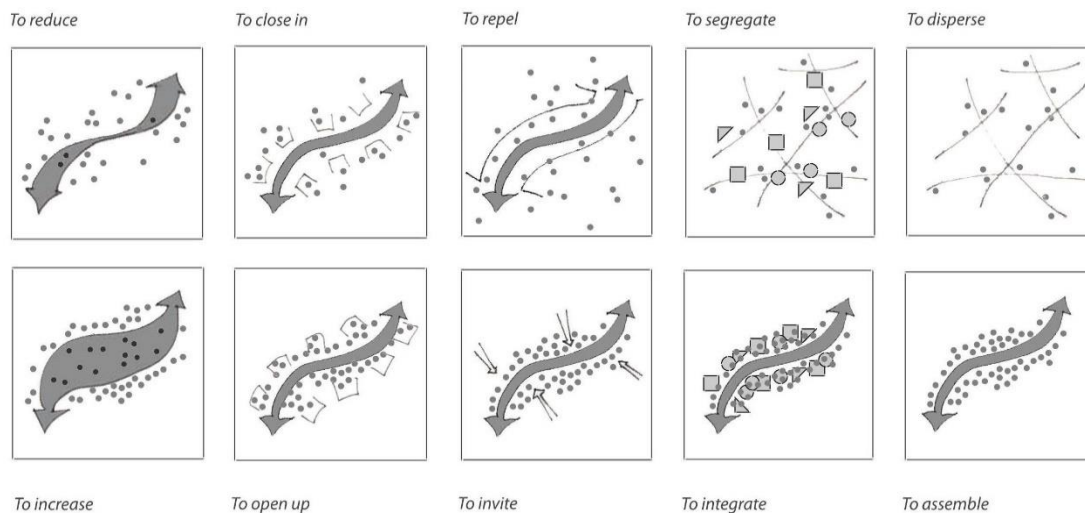 To reduce
To close in
To repel
To segregate
To disperse
To increase
To open up
To invite
To integrate
To assemble